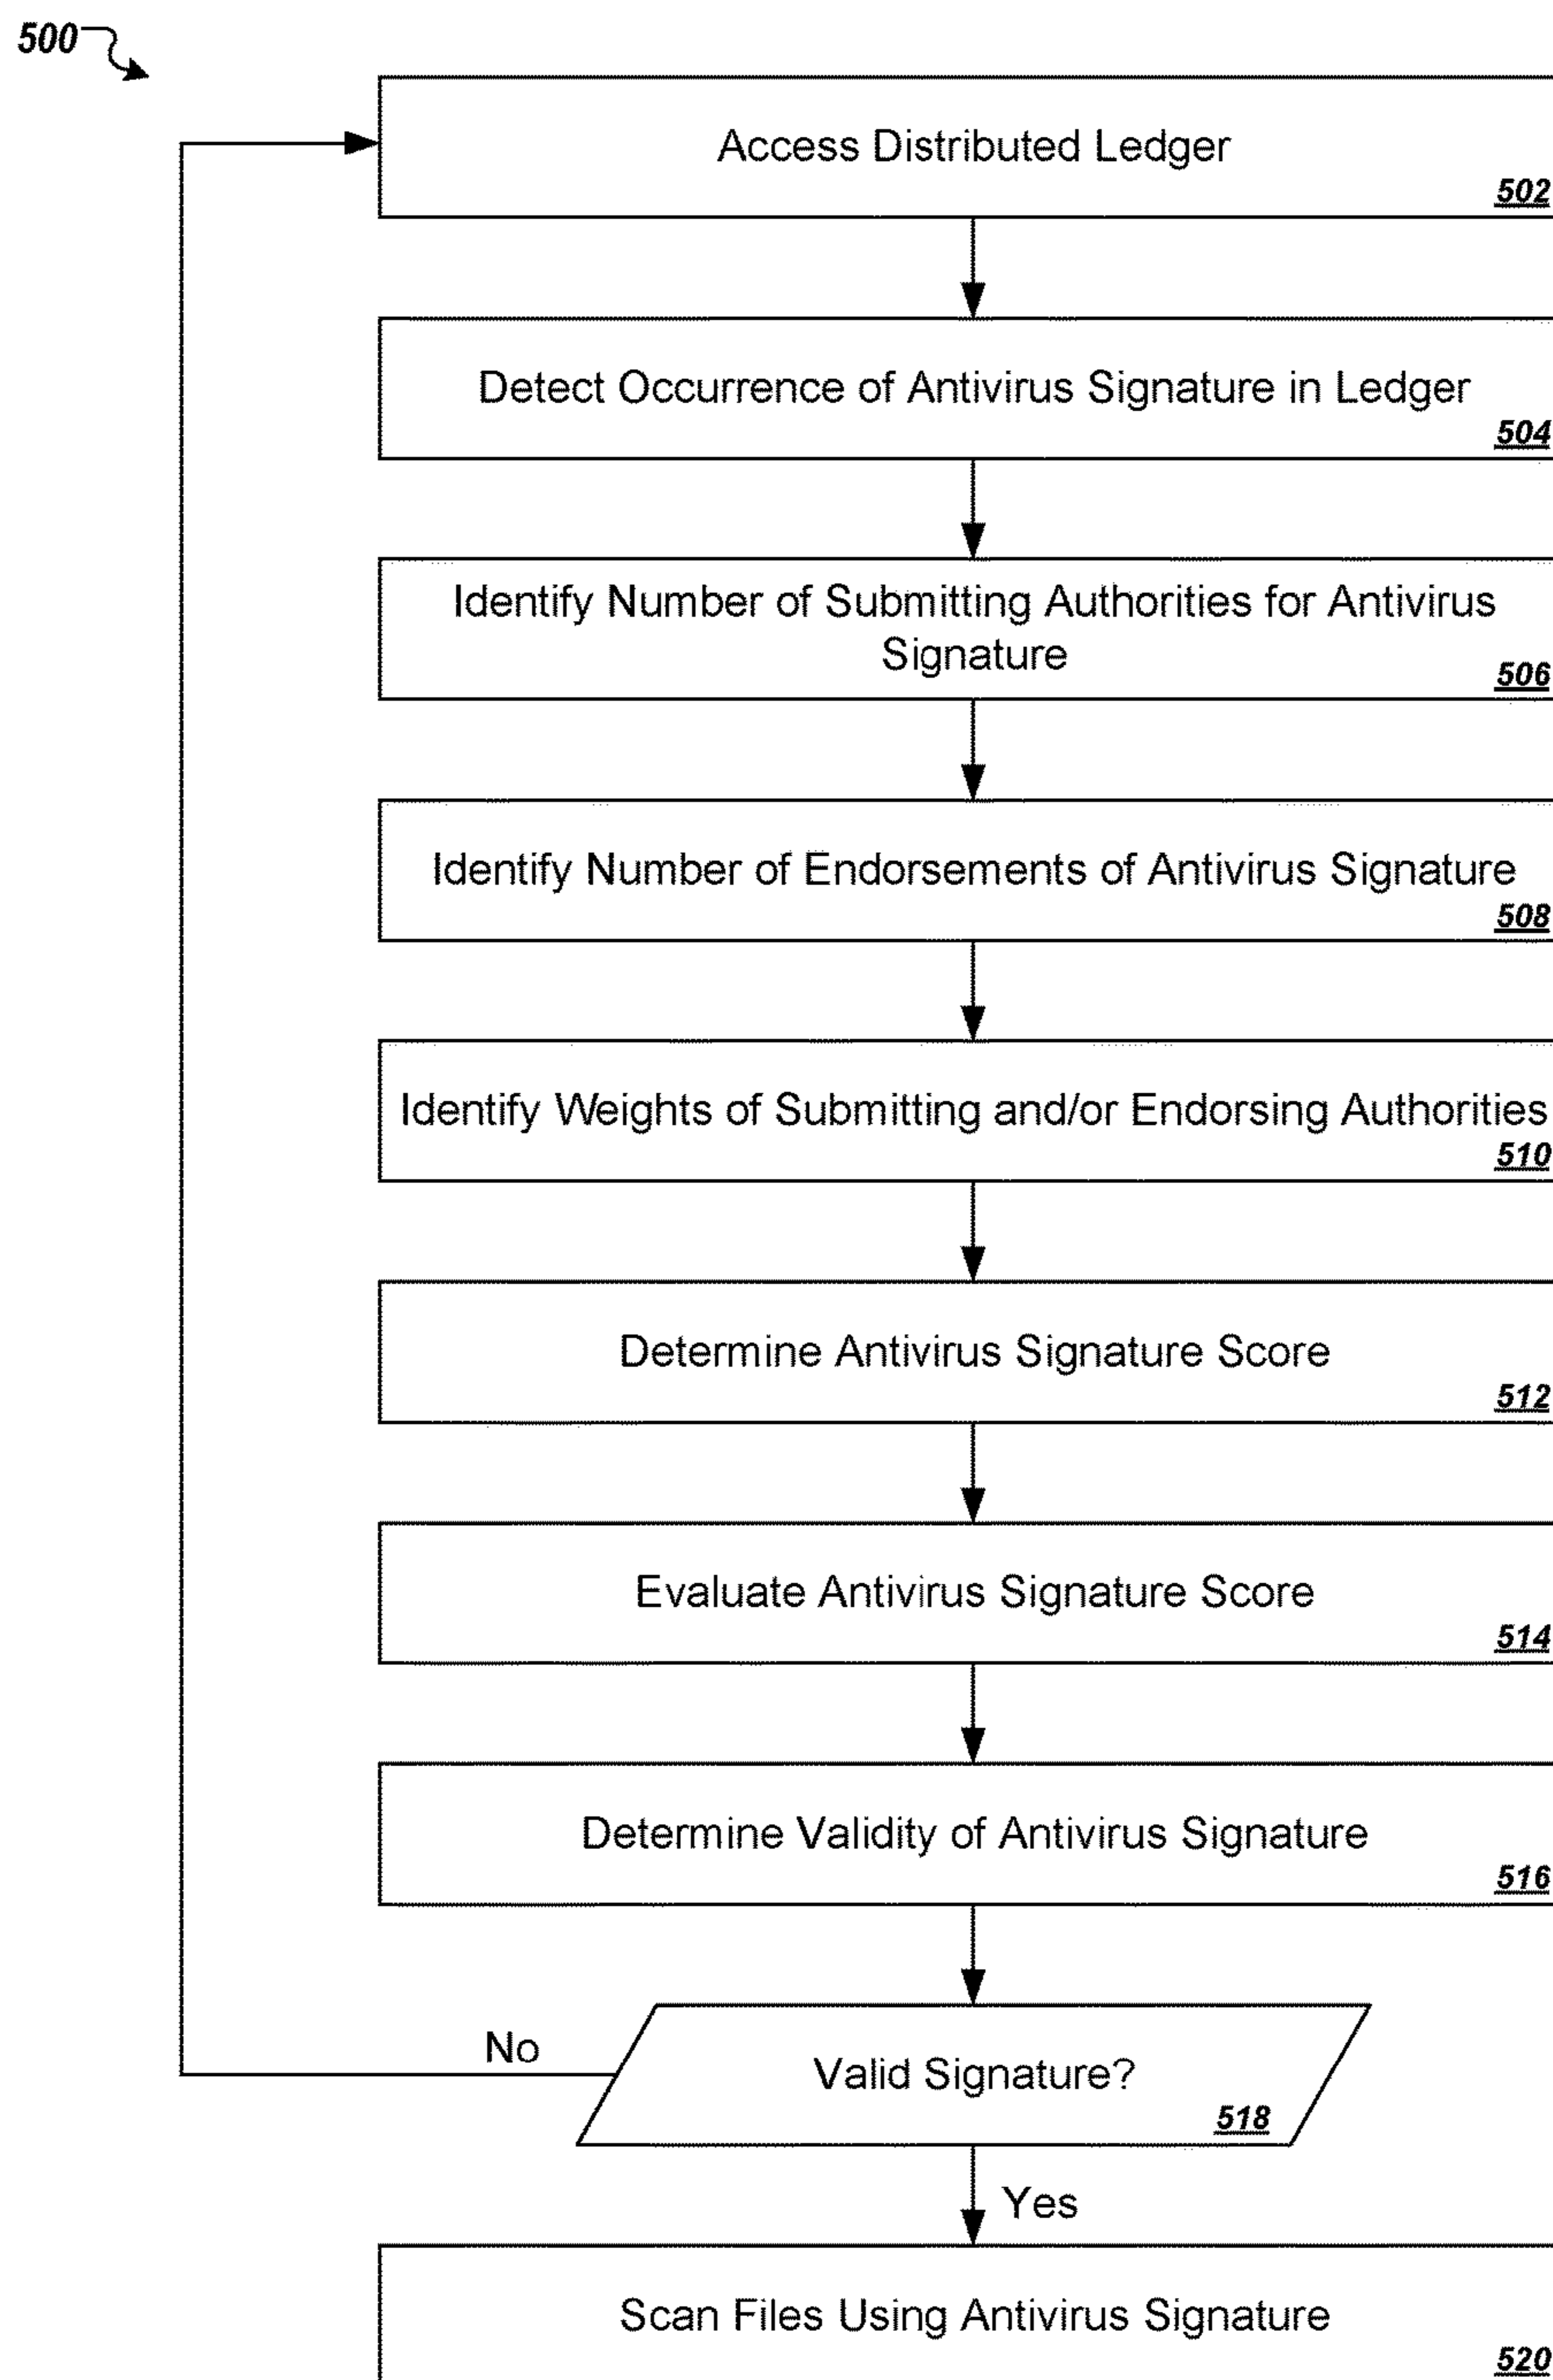 500
Access Distributed Ledger
502
Detect Occurrence of Antivirus Signature in Ledger
504
Identify Number of Submitting Authorities for Antivirus
Signature
506
Identify Number of Endorsements of Antivirus Signature
508
Identify Weights of Submitting and/or Endorsing Authorities
510
Determine Antivirus Signature Score
512
Evaluate Antivirus Signature Score
514
Determine Validity of Antivirus Signature
516
No
Valid Signature?
518
Yes
Scan Files Using Antivirus Signature
520